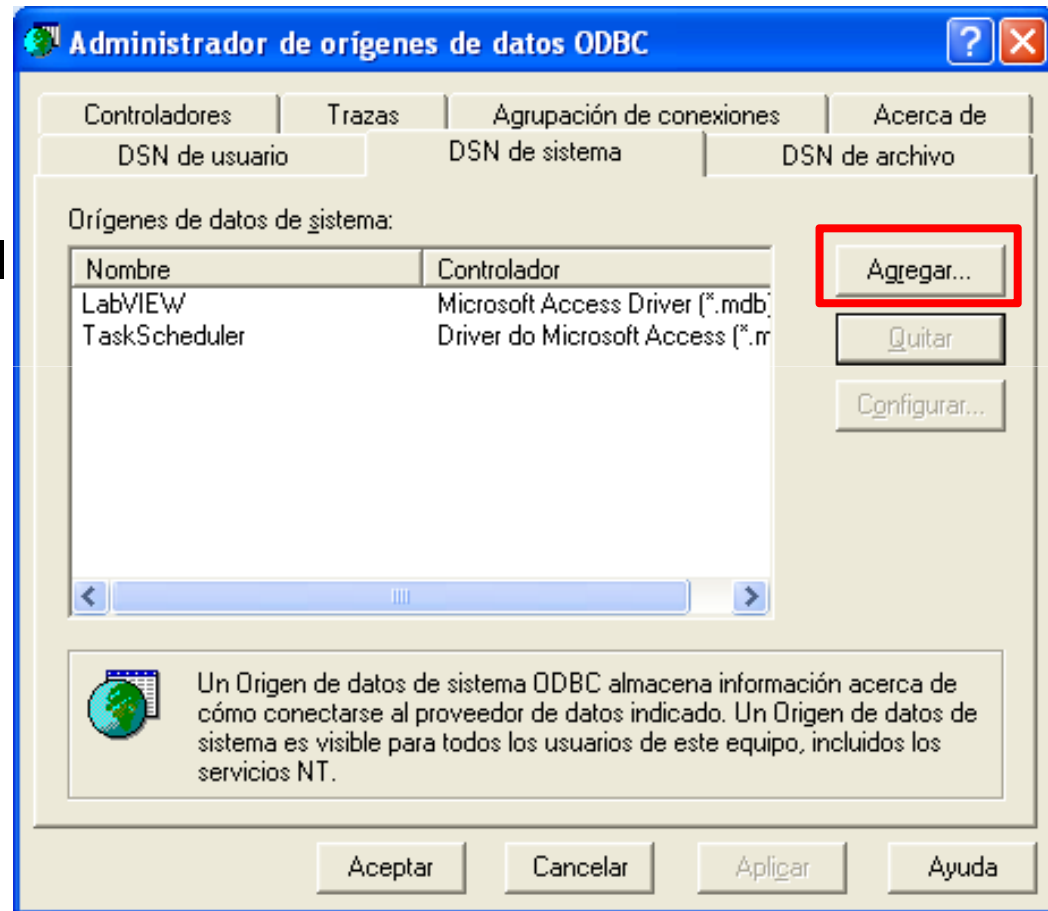 Administrador de orígenes de datos ODBC
Controladores Trazas Agrupación de conexiones Acerca de
DSN de usuario DSN de sistema DSN de archivo
Orígenes de datos de sistema:
Nombre Controlador
LabVIEW Microsoft Access Driver (*.mdb)
TaskScheduler Driver do Microsoft Access (*.m
Agregar...
Quitar
Configurar...
Un Origen de datos de sistema ODBC almacena información acerca de
cómo conectarse al proveedor de datos indicado. Un Origen de datos de
sistema es visible para todos los usuarios de este equipo, incluidos los
servicios NT.
Aceptar Cancelar Aplicar Ayuda